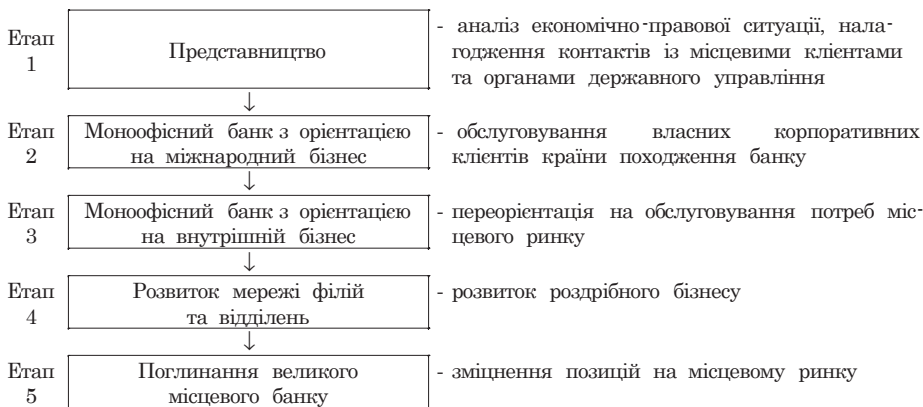 Етап
1
Представництво
- аналіз економічно-правової ситуації, нала-
годження контактів із місцевими клієнтами
та органами державного управління
↓
Етап
2
Моноофісний банк з орієнтацією
на міжнародний бізнес
- обслуговування власних корпоративних
клієнтів країни походження банку
↓
Етап
3
Моноофісний банк з орієнтацією
на внутрішній бізнес
- переорієнтація на обслуговування потреб міс-
цевого ринку
↓
Етап
4
Розвиток мережі філій
та відділень
- розвиток роздрібного бізнесу
↓
Етап
5
Поглинання великого
місцевого банку
- зміцнення позицій на місцевому ринку